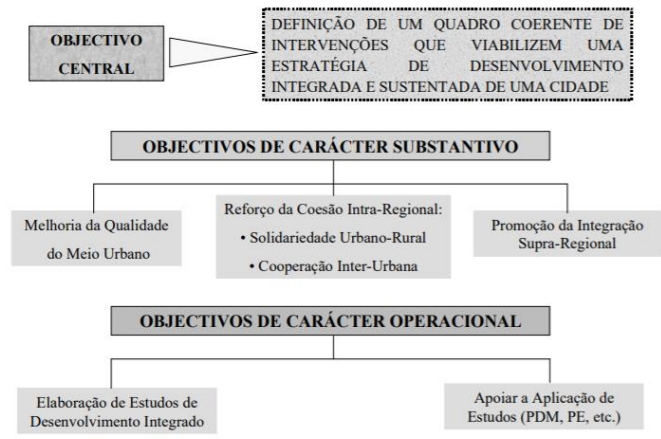 OBJECTIVO
CENTRAL
DEFINIÇÃO DE UM QUADRO COERENTE DE
INTERVENÇÕES QUE VIABILIZEM UMA
ESTRATÉGIA DE DESENVOLVIMENTO
INTEGRADA E SUSTENTADA DE UMA CIDADE
OBJECTIVOS DE CARÁCTER SUBSTANTIVO
Melhoria da Qualidade
do Meio Urbano
Reforço da Coesão Intra-Regional:
• Solidariedade Urbano-Rural
• Cooperação Inter-Urbana
Promoção da Integração
Supra-Regional
OBJECTIVOS DE CARÁCTER OPERACIONAL
Elaboração de Estudos de
Desenvolvimento Integrado
Apoiar a Aplicação de
Estudos (PDM, PE, etc.)